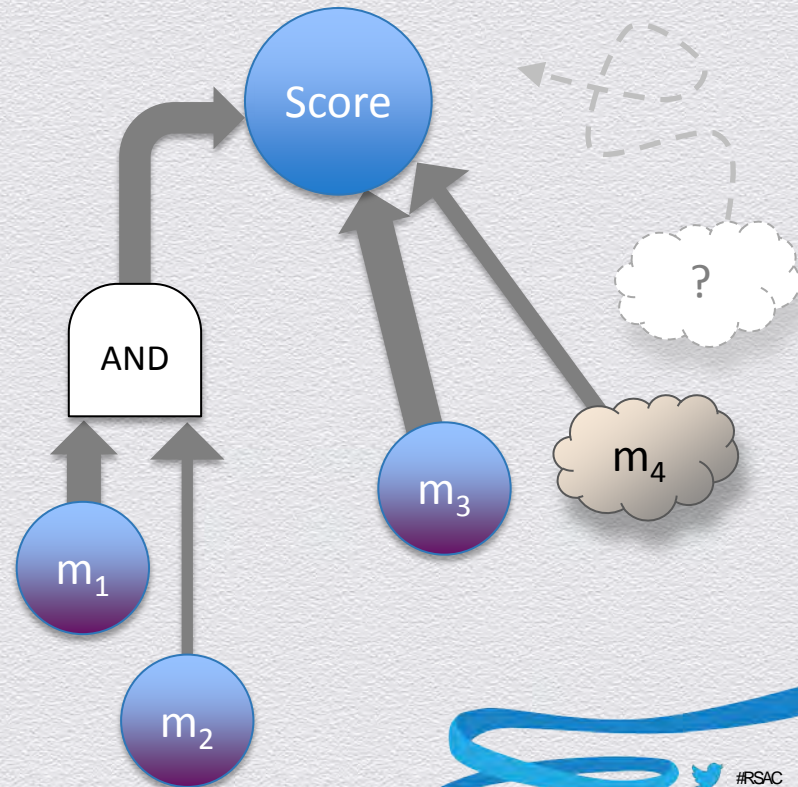 Score
?
AND
m₃
m₄
m₁
m₂
#RSAC